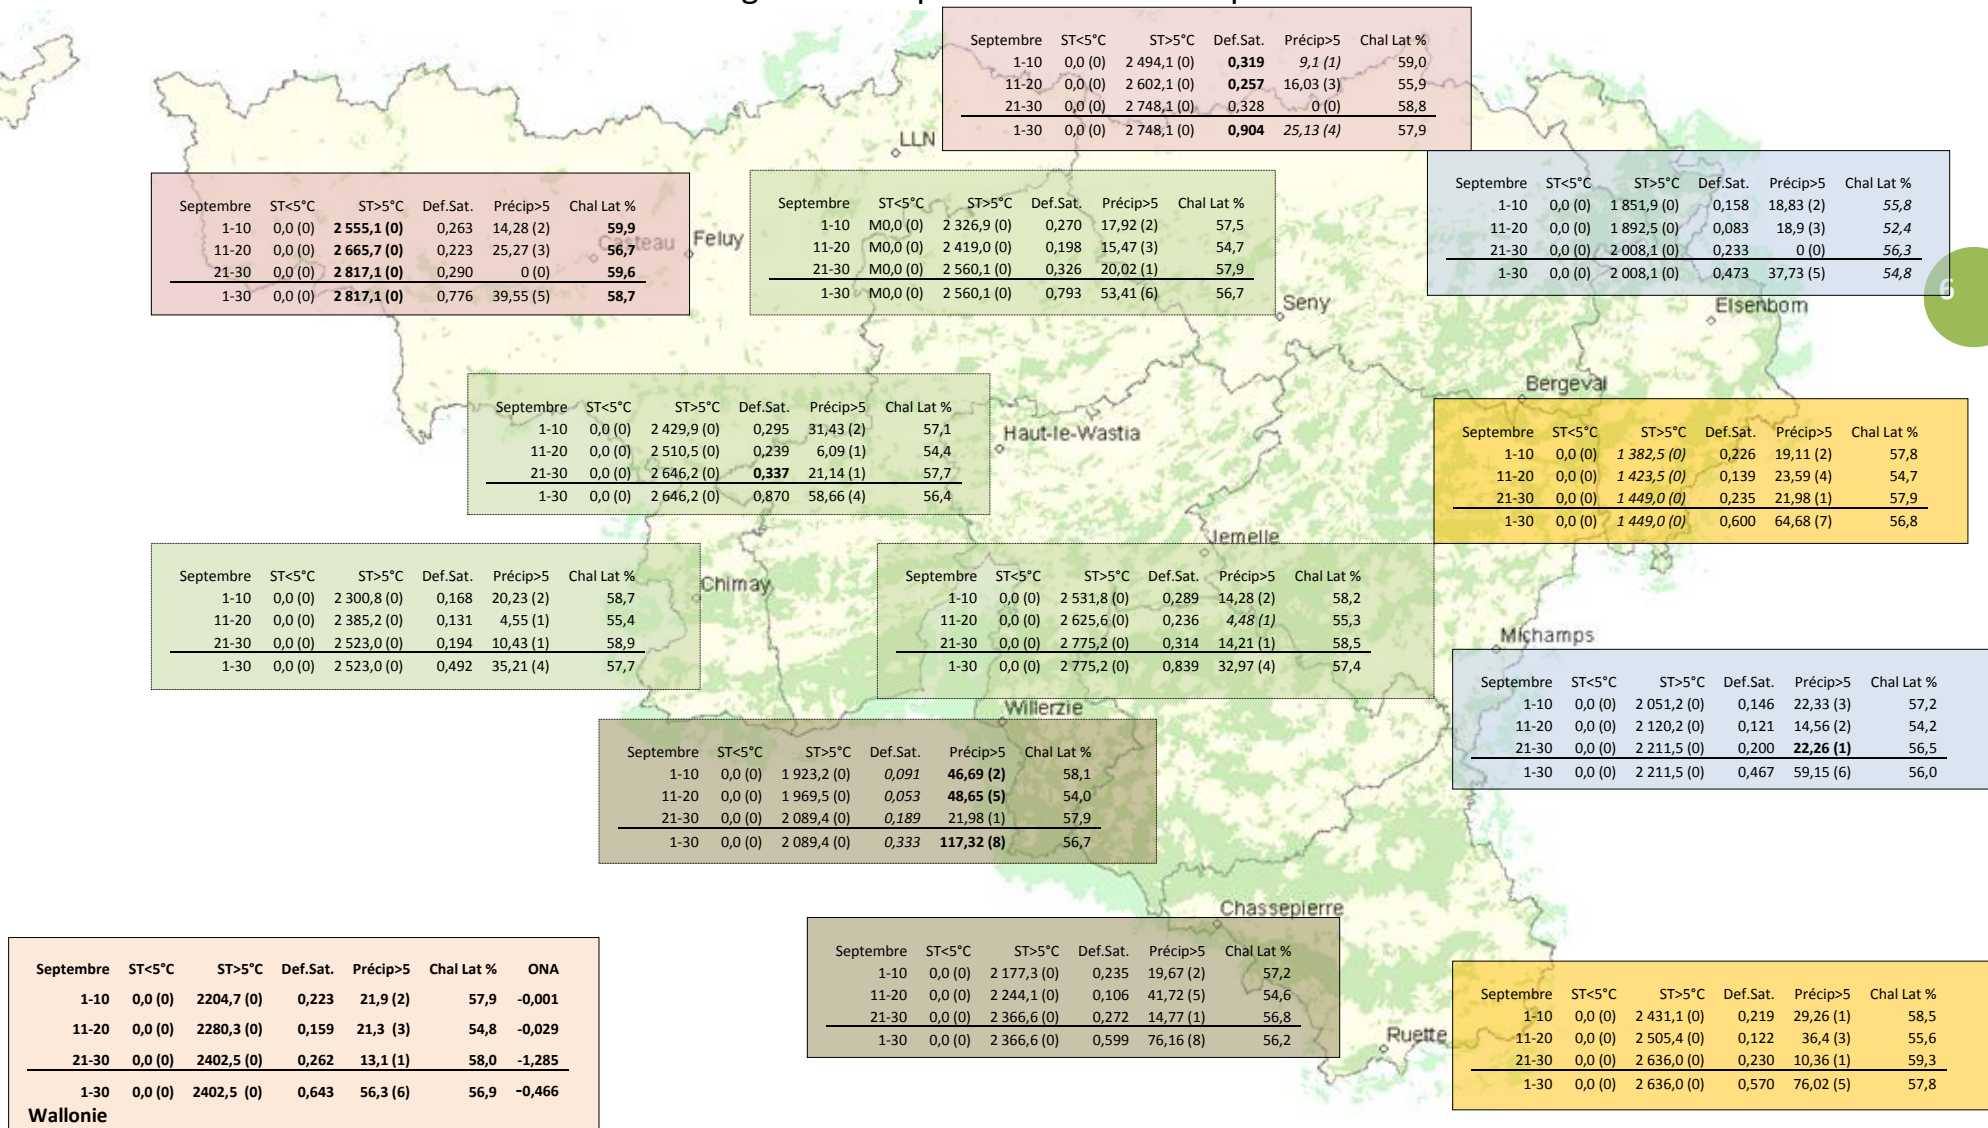 Septembre ST<5°C ST>5°C Def.Sat. Précip>5 Chal Lat %
1-10 0,0 (0) 2 494,1 (0) 0,319 9,1 (1) 59,0
11-20 0,0 (0) 2 602,1 (0) 0,257 16,03 (3) 55,9
21-30 0,0 (0) 2 748,1 (0) 0,328 0 (0) 58,8
1-30 0,0 (0) 2 748,1 (0) 0,904 25,13 (4) 57,9
LLN
Septembre ST<5°C ST>5°C Def.Sat. Précip>5 Chal Lat %
1-10 0,0 (0) 2 555,1 (0) 0,263 14,28 (2) 59,9
11-20 0,0 (0) 2 665,7 (0) 0,223 25,27 (3) 56,7
21-30 0,0 (0) 2 817,1 (0) 0,290 0 (0) 59,6
1-30 0,0 (0) 2 817,1 (0) 0,776 39,55 (5) 58,7
Casteau
Feluy
Septembre ST<5°C ST>5°C Def.Sat. Précip>5 Chal Lat %
1-10 M0,0 (0) 2 326,9 (0) 0,270 17,92 (2) 57,5
11-20 M0,0 (0) 2 419,0 (0) 0,198 15,47 (3) 54,7
21-30 M0,0 (0) 2 560,1 (0) 0,326 20,02 (1) 57,9
1-30 M0,0 (0) 2 560,1 (0) 0,793 53,41 (6) 56,7
Seny
Septembre ST<5°C ST>5°C Def.Sat. Précip>5 Chal Lat %
1-10 0,0 (0) 1 851,9 (0) 0,158 18,83 (2) 55,8
11-20 0,0 (0) 1 892,5 (0) 0,083 18,9 (3) 52,4
21-30 0,0 (0) 2 008,1 (0) 0,233 0 (0) 56,3
1-30 0,0 (0) 2 008,1 (0) 0,473 37,73 (5) 54,8
6
Elsenborn
Bergeval
Septembre ST<5°C ST>5°C Def.Sat. Précip>5 Chal Lat %
1-10 0,0 (0) 2 429,9 (0) 0,295 31,43 (2) 57,1
11-20 0,0 (0) 2 510,5 (0) 0,239 6,09 (1) 54,4
21-30 0,0 (0) 2 646,2 (0) 0,337 21,14 (1) 57,7
1-30 0,0 (0) 2 646,2 (0) 0,870 58,66 (4) 56,4
Haut-le-Wastia
Septembre ST<5°C ST>5°C Def.Sat. Précip>5 Chal Lat %
1-10 0,0 (0) 1 382,5 (0) 0,226 19,11 (2) 57,8
11-20 0,0 (0) 1 423,5 (0) 0,139 23,59 (4) 54,7
21-30 0,0 (0) 1 449,0 (0) 0,235 21,98 (1) 57,9
1-30 0,0 (0) 1 449,0 (0) 0,600 64,68 (7) 56,8
Jemelle
Septembre ST<5°C ST>5°C Def.Sat. Précip>5 Chal Lat %
1-10 0,0 (0) 2 300,8 (0) 0,168 20,23 (2) 58,7
11-20 0,0 (0) 2 385,2 (0) 0,131 4,55 (1) 55,4
21-30 0,0 (0) 2 523,0 (0) 0,194 10,43 (1) 58,9
1-30 0,0 (0) 2 523,0 (0) 0,492 35,21 (4) 57,7
Chimay
Septembre ST<5°C ST>5°C Def.Sat. Précip>5 Chal Lat %
1-10 0,0 (0) 2 531,8 (0) 0,289 14,28 (2) 58,2
11-20 0,0 (0) 2 625,6 (0) 0,236 4,48 (1) 55,3
21-30 0,0 (0) 2 775,2 (0) 0,314 14,21 (1) 58,5
1-30 0,0 (0) 2 775,2 (0) 0,839 32,97 (4) 57,4
Michamps
Septembre ST<5°C ST>5°C Def.Sat. Précip>5 Chal Lat %
1-10 0,0 (0) 2 051,2 (0) 0,146 22,33 (3) 57,2
11-20 0,0 (0) 2 120,2 (0) 0,121 14,56 (2) 54,2
21-30 0,0 (0) 2 211,5 (0) 0,200 22,26 (1) 56,5
1-30 0,0 (0) 2 211,5 (0) 0,467 59,15 (6) 56,0
Willerzie
Septembre ST<5°C ST>5°C Def.Sat. Précip>5 Chal Lat %
1-10 0,0 (0) 1 923,2 (0) 0,091 46,69 (2) 58,1
11-20 0,0 (0) 1 969,5 (0) 0,053 48,65 (5) 54,0
21-30 0,0 (0) 2 089,4 (0) 0,189 21,98 (1) 57,9
1-30 0,0 (0) 2 089,4 (0) 0,333 117,32 (8) 56,7
Chassepierre
Septembre ST<5°C ST>5°C Def.Sat. Précip>5 Chal Lat %
1-10 0,0 (0) 2 177,3 (0) 0,235 19,67 (2) 57,2
11-20 0,0 (0) 2 244,1 (0) 0,106 41,72 (5) 54,6
21-30 0,0 (0) 2 366,6 (0) 0,272 14,77 (1) 56,8
1-30 0,0 (0) 2 366,6 (0) 0,599 76,16 (8) 56,2
Ruette
Septembre ST<5°C ST>5°C Def.Sat. Précip>5 Chal Lat %
1-10 0,0 (0) 2 431,1 (0) 0,219 29,26 (1) 58,5
11-20 0,0 (0) 2 505,4 (0) 0,122 36,4 (3) 55,6
21-30 0,0 (0) 2 636,0 (0) 0,230 10,36 (1) 59,3
1-30 0,0 (0) 2 636,0 (0) 0,570 76,02 (5) 57,8
Septembre ST<5°C ST>5°C Def.Sat. Précip>5 Chal Lat % ONA
1-10 0,0 (0) 2204,7 (0) 0,223 21,9 (2) 57,9 -0,001
11-20 0,0 (0) 2280,3 (0) 0,159 21,3 (3) 54,8 -0,029
21-30 0,0 (0) 2402,5 (0) 0,262 13,1 (1) 58,0 -1,285
1-30 0,0 (0) 2402,5 (0) 0,643 56,3 (6) 56,9 -0,466
Wallonie